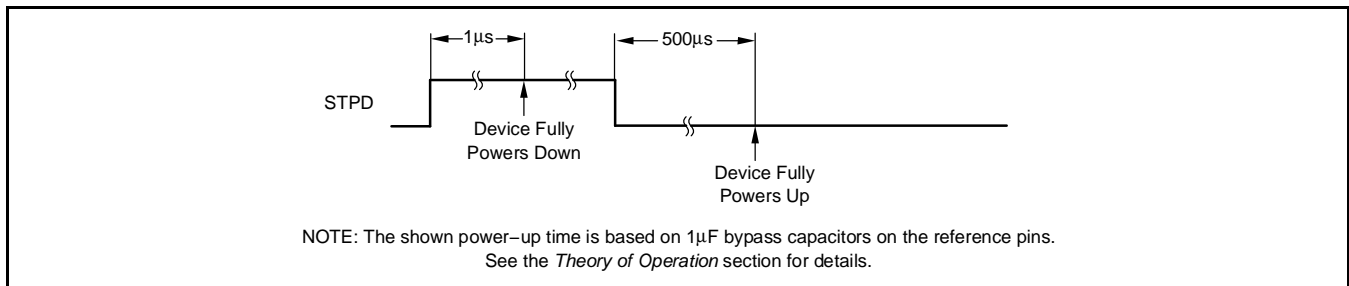 1µs
500µs
STPD
Device Fully
Powers Down
Device Fully
Powers Up
NOTE: The shown power−up time is based on 1µF bypass capacitors on the reference pins.
See the Theory of Operation section for details.